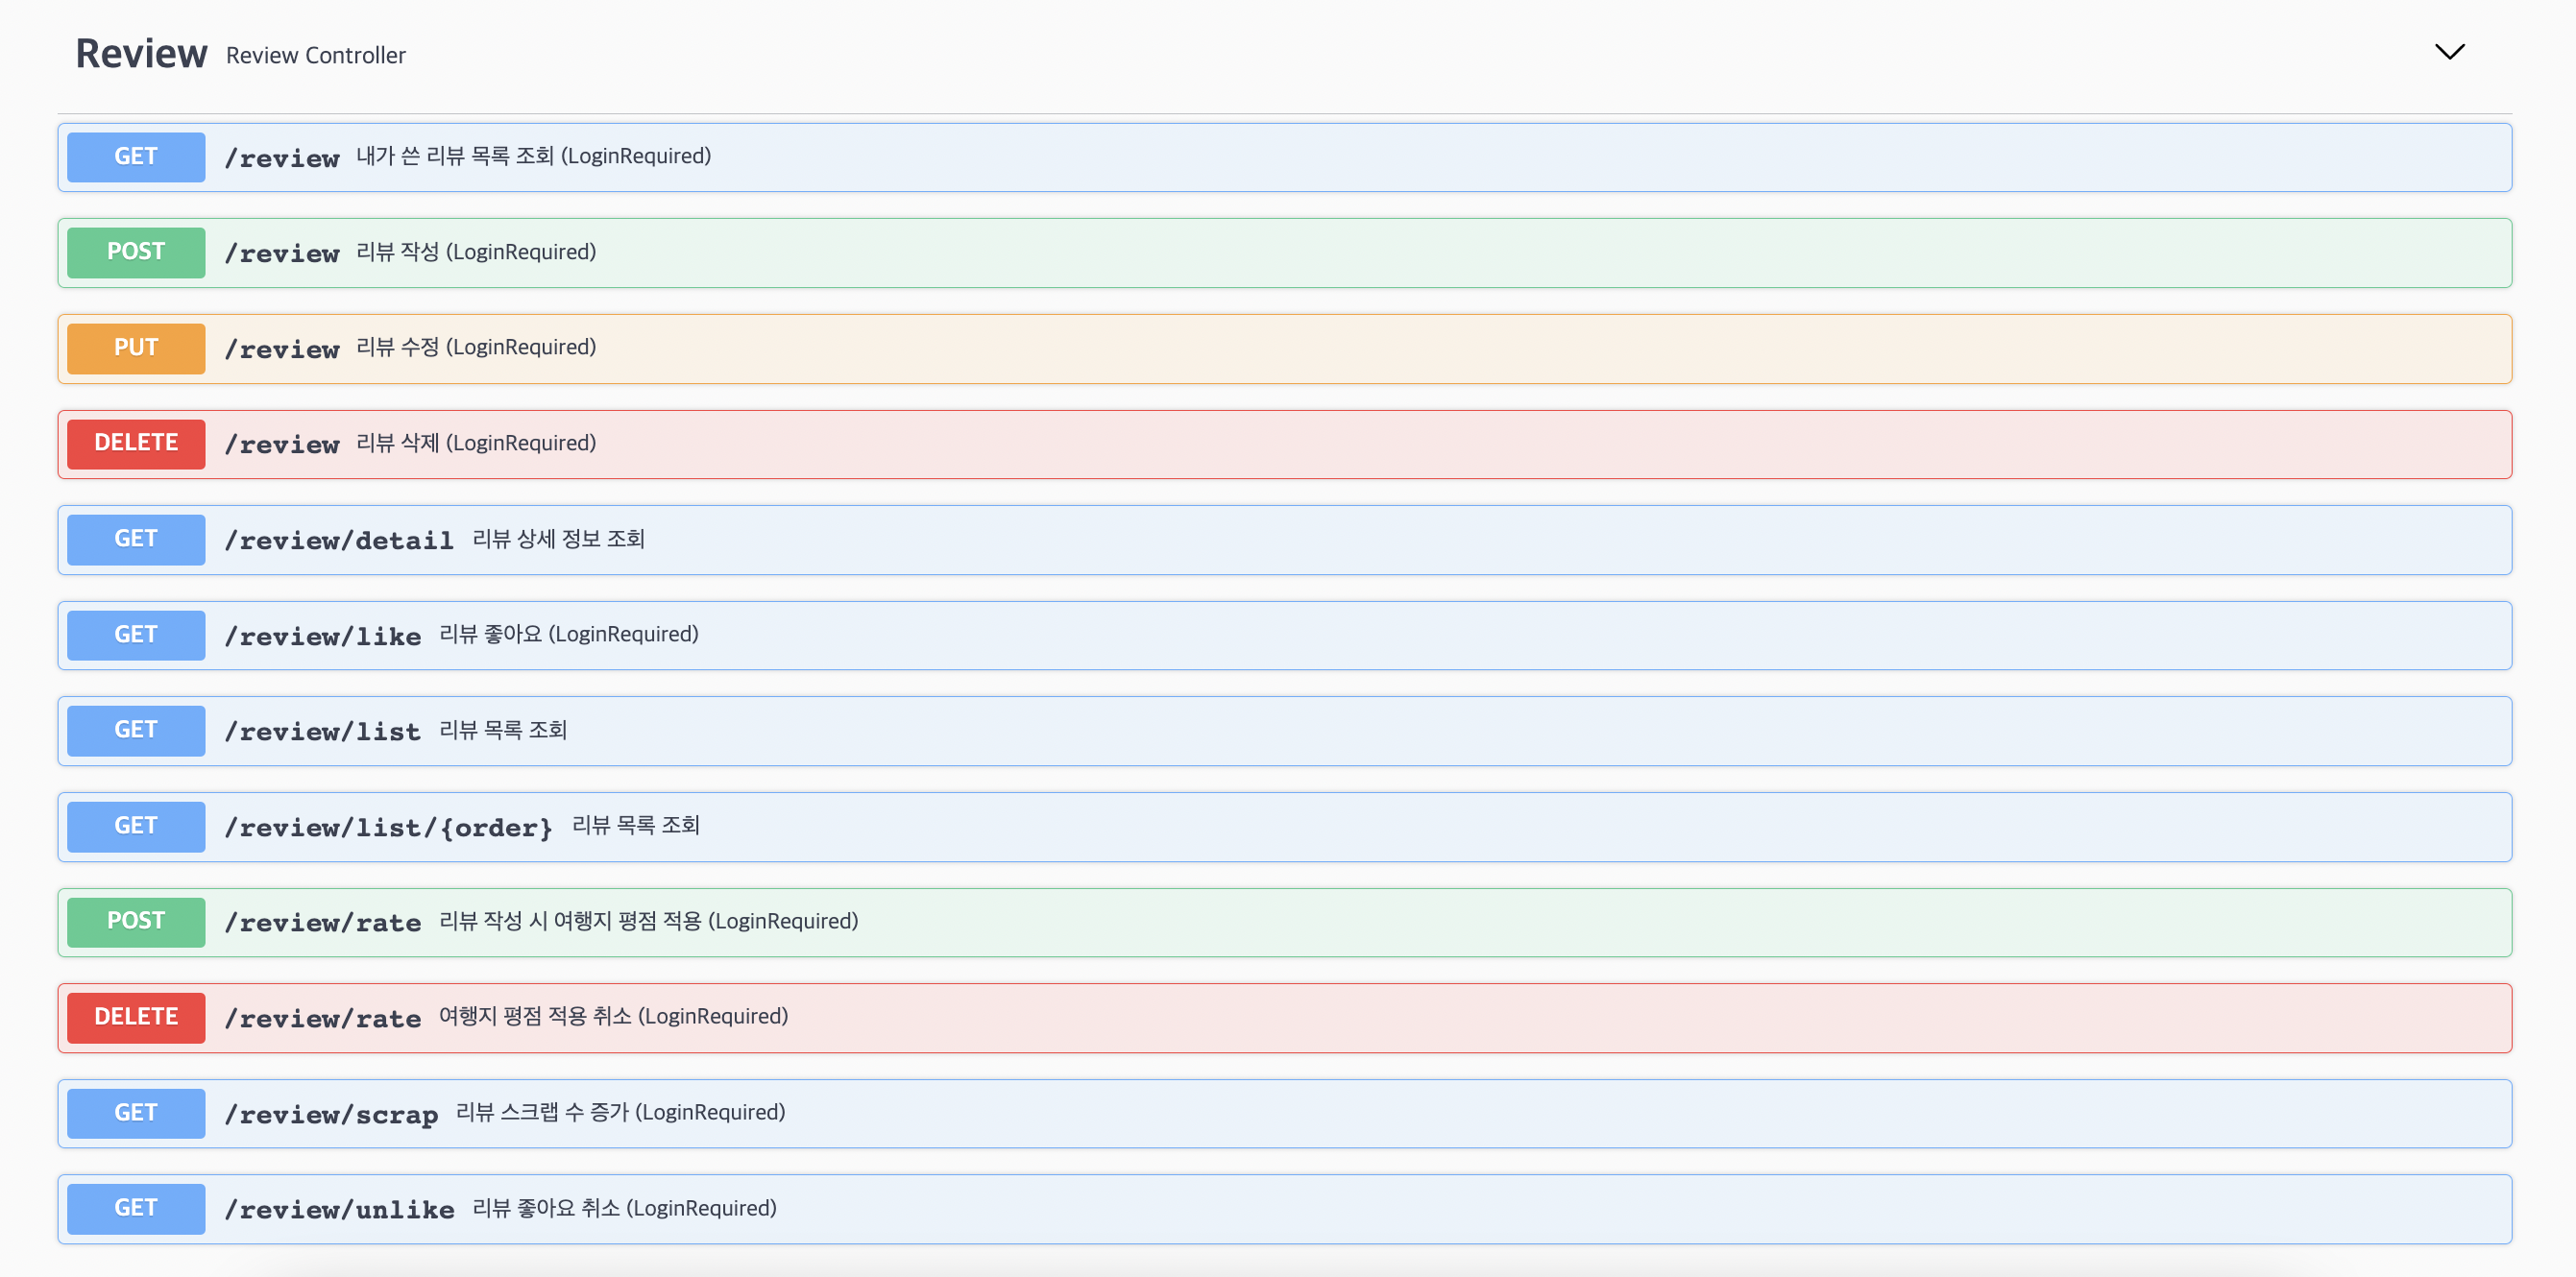 Review Review Controller
GET /review 내가 쓴 리뷰 목록 조회 (LoginRequired)
POST /review 리뷰 작성 (LoginRequired)
PUT /review 리뷰 수정 (LoginRequired)
DELETE /review 리뷰 삭제 (LoginRequired)
GET /review/detail 리뷰 상세 정보 조회
GET /review/like 리뷰 좋아요 (LoginRequired)
GET /review/list 리뷰 목록 조회
GET /review/list/{order} 리뷰 목록 조회
POST /review/rate 리뷰 작성 시 여행지 평점 적용 (LoginRequired)
DELETE /review/rate 여행지 평점 적용 취소 (LoginRequired)
GET /review/scrap 리뷰 스크랩 수 증가 (LoginRequired)
GET /review/unlike 리뷰 좋아요 취소 (LoginRequired)